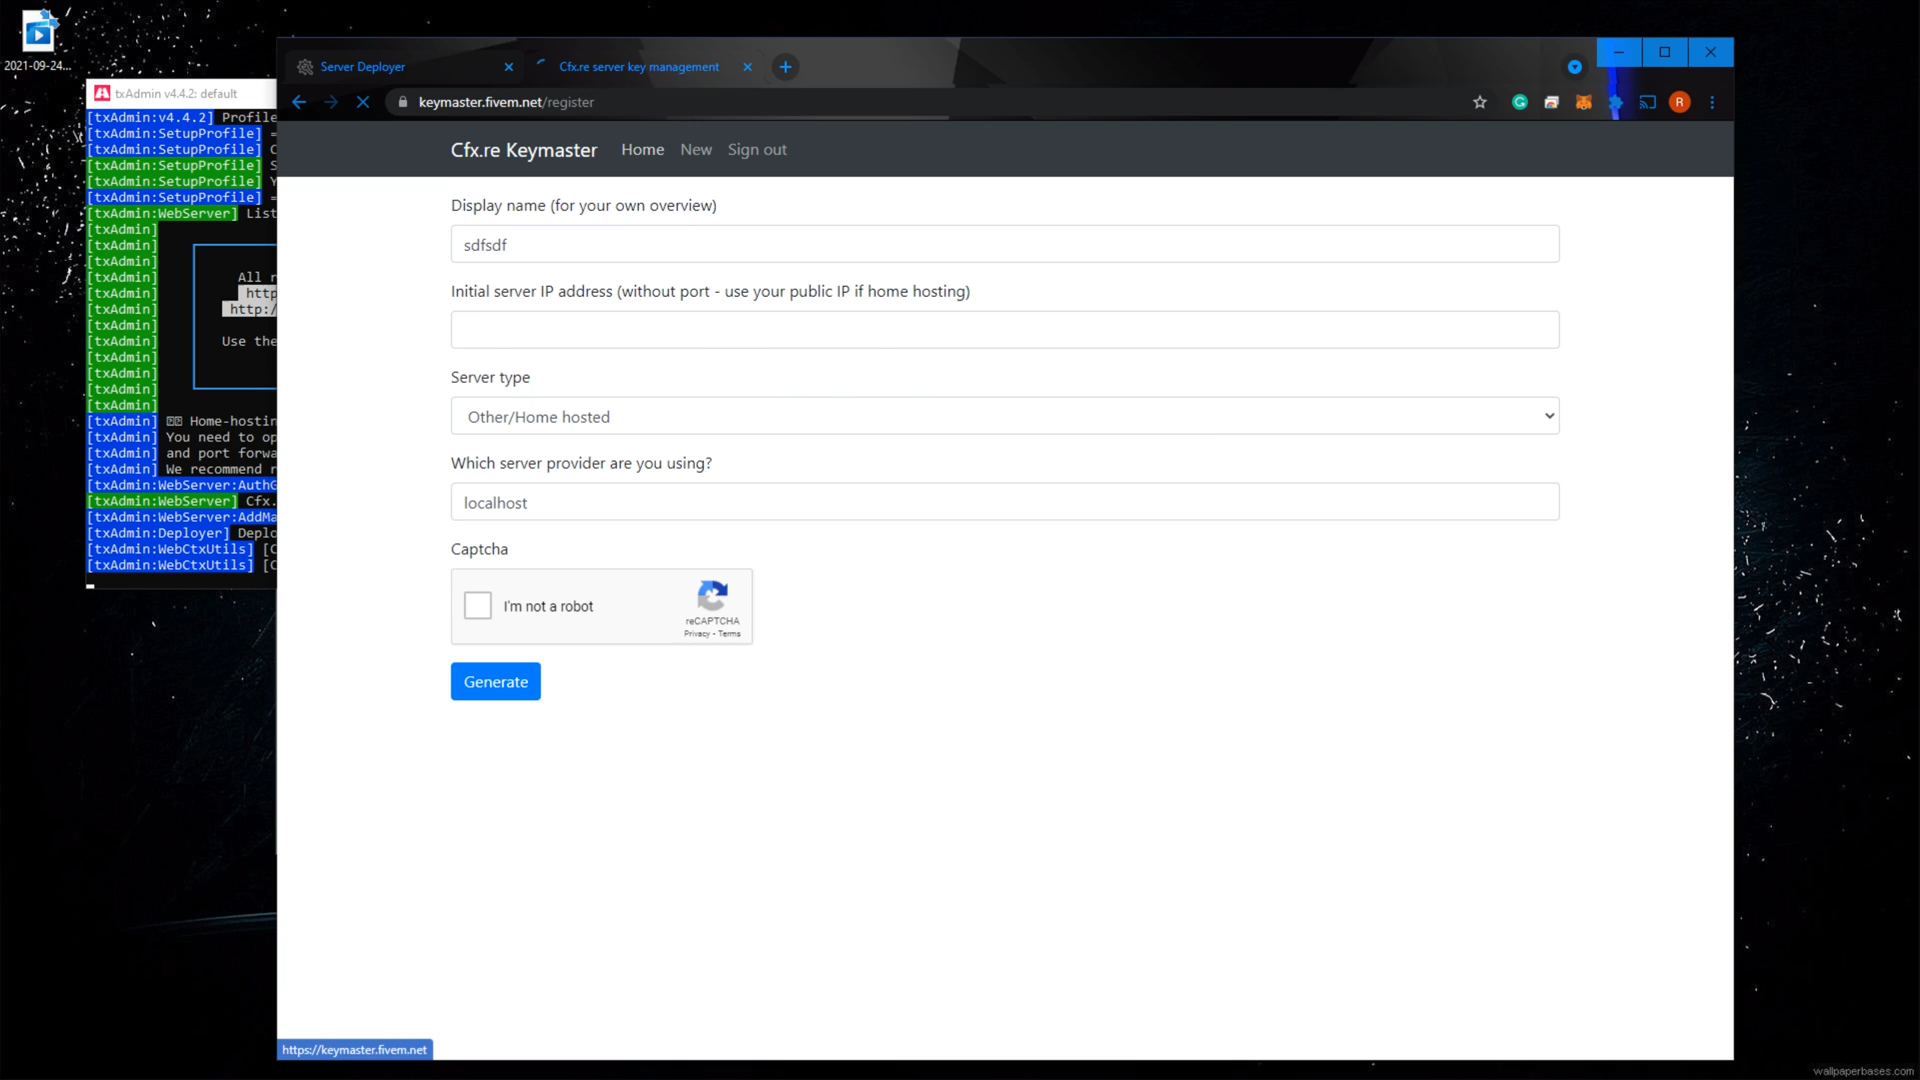 2021-09-24...
txAdmin v4.4.2: default
[txAdmin:v4.4.2] Profile
[txAdmin:SetupProfile] =
[txAdmin:SetupProfile] C
[txAdmin:SetupProfile] S
[txAdmin:SetupProfile] Y
[txAdmin:SetupProfile] =
[txAdmin:WebServer] List
[txAdmin]
[txAdmin]
[txAdmin]
[txAdmin] All r
[txAdmin] http
[txAdmin] http:/
[txAdmin]
[txAdmin] Use the
[txAdmin]
[txAdmin]
[txAdmin]
[txAdmin]
[txAdmin] Home-hostin
[txAdmin] You need to op
[txAdmin] and port forwa
[txAdmin] We recommend r
[txAdmin:WebServer:AuthG
[txAdmin:WebServer] Cfx.
[txAdmin:WebServer:AddMa
[txAdmin:Deployer] Deplo
[txAdmin:WebCtxUtils] [C
[txAdmin:WebCtxUtils] [C
Server Deployer
Cfx.re server key management
keymaster.fivem.net/register
R
Cfx.re Keymaster Home New Sign out
Display name (for your own overview)
sdfsdf
Initial server IP address (without port - use your public IP if home hosting)
Server type
Other/Home hosted
Which server provider are you using?
localhost
Captcha
I'm not a robot
reCAPTCHA
Privacy - Terms
Generate
https://keymaster.fivem.net
wallpaperbases.com